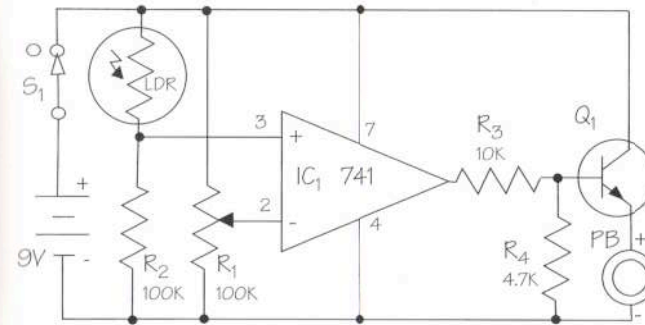 O
S1
LDR
3
+
7
IC1 741
2
-
4
R3
10K
Q1
+
9V
-
R2
100K
R1
100K
R4
4.7K
PB
+
-